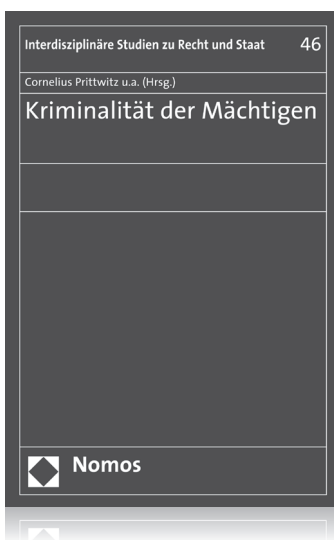 Interdisziplinäre Studien zu Recht und Staat 46
Cornelius Prittwitz u.a. (Hrsg.)
Kriminalität der Mächtigen
Nomos